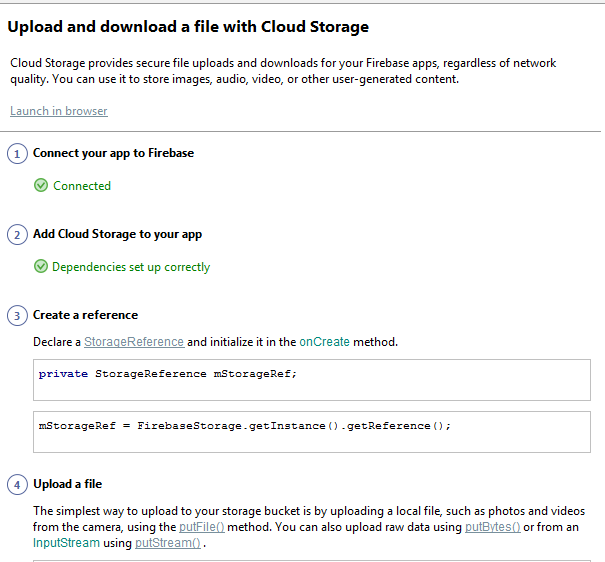 Upload and download a file with Cloud Storage
Cloud Storage provides secure file uploads and downloads for your Firebase apps, regardless of network
quality. You can use it to store images, audio, video, or other user-generated content.
Launch in browser
1 Connect your app to Firebase
Connected
2 Add Cloud Storage to your app
Dependencies set up correctly
3 Create a reference
Declare a StorageReference and initialize it in the onCreate method.
private StorageReference mStorageRef;
mStorageRef = FirebaseStorage.getInstance().getReference();
4 Upload a file
The simplest way to upload to your storage bucket is by uploading a local file, such as photos and videos
from the camera, using the putFile() method. You can also upload raw data using putBytes() or from an
InputStream using putStream() .